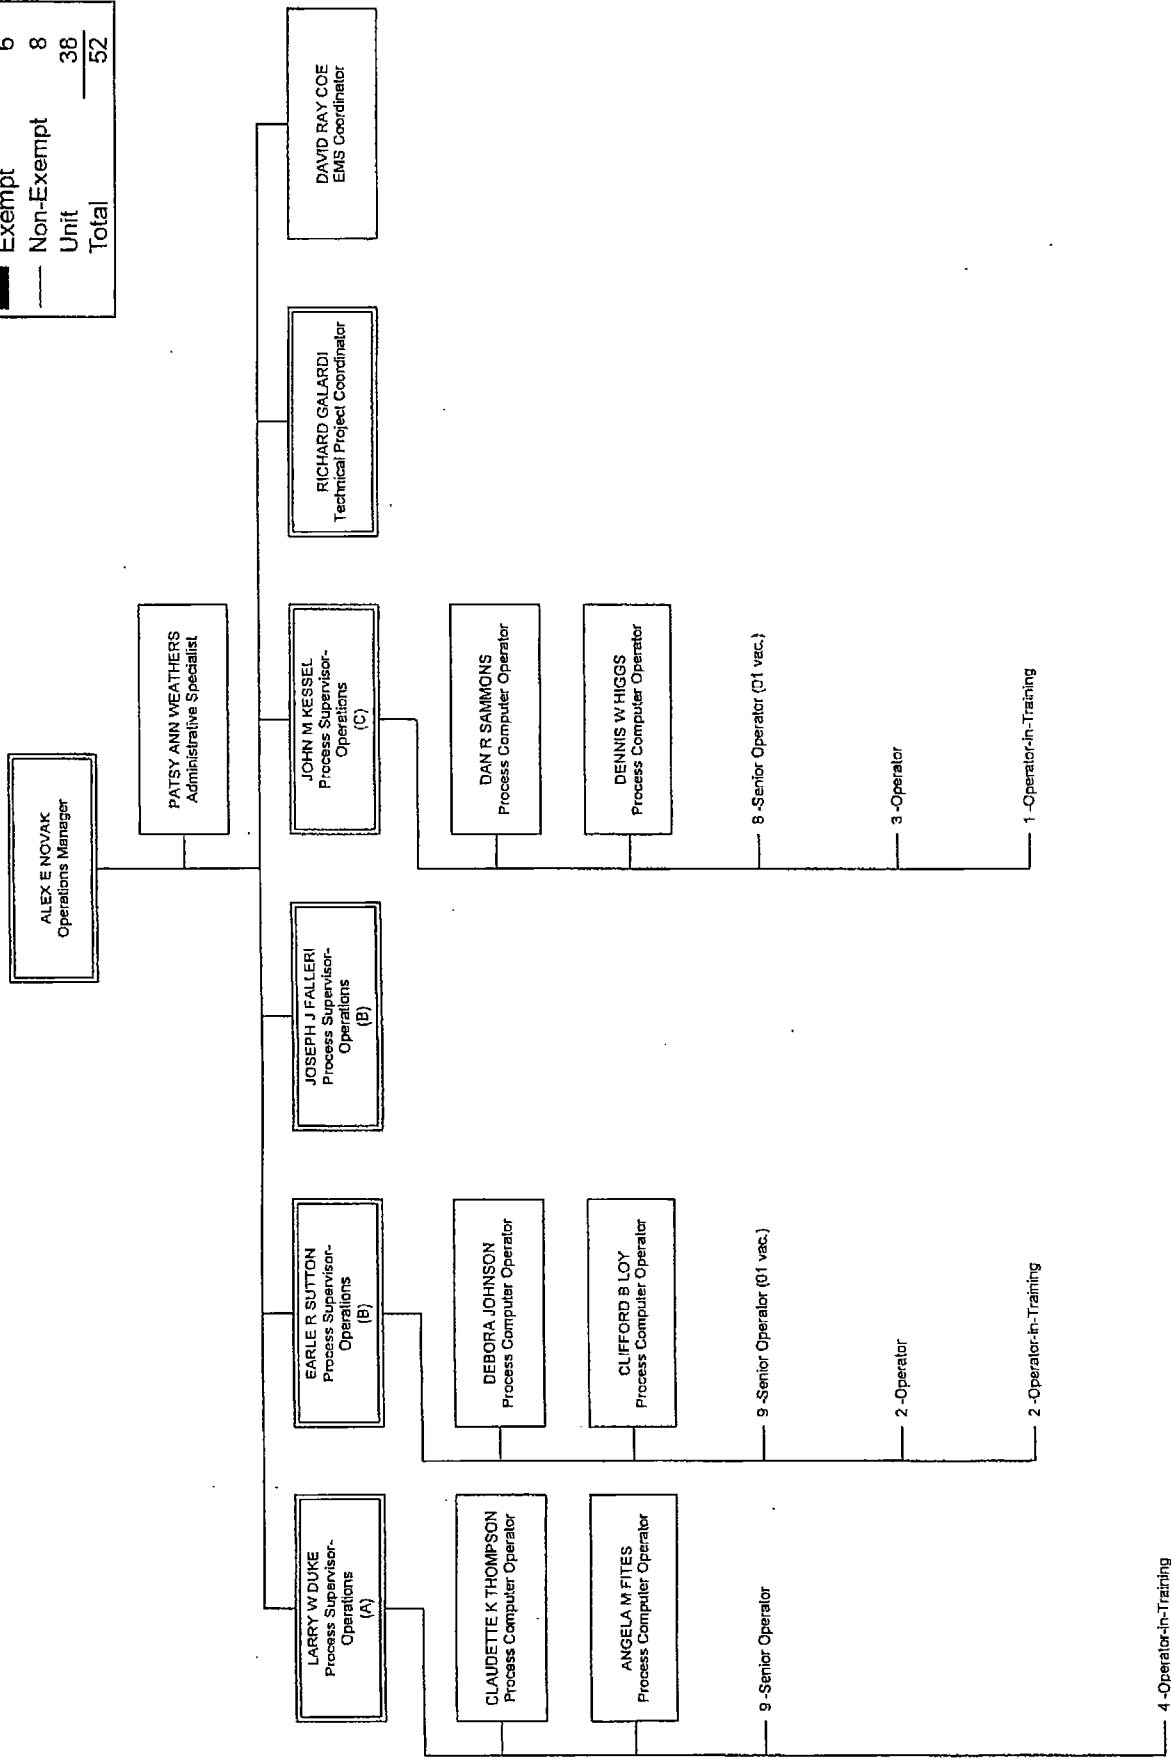 Exempt 6
Non-Exempt 8
Unit 38
Total 52
ALEX E NOVAK
Operations Manager
PATSY ANN WEATHERS
Administrative Specialist
LARRY W DUKE
Process Supervisor-
Operations
(A)
EARLE R SUTTON
Process Supervisor-
Operations
(B)
JOSEPH J FALLERI
Process Supervisor-
Operations
(B)
JOHN M KESSEL
Process Supervisor-
Operations
(C)
RICHARD GALARDI
Technical Project Coordinator
DAVID RAY COE
EMS Coordinator
CLAUDETTE K THOMPSON
Process Computer Operator
ANGELA M FITES
Process Computer Operator
9 -Senior Operator
4 -Operator-in-Training
DEBORA JOHNSON
Process Computer Operator
CLIFFORD B LOY
Process Computer Operator
9 -Senior Operator (01 vac.)
2 -Operator
2 -Operator-in-Training
DAN R SAMMONS
Process Computer Operator
DENNIS W HIGGS
Process Computer Operator
8 -Senior Operator (01 vac.)
3 -Operator
1 -Operator-in-Training